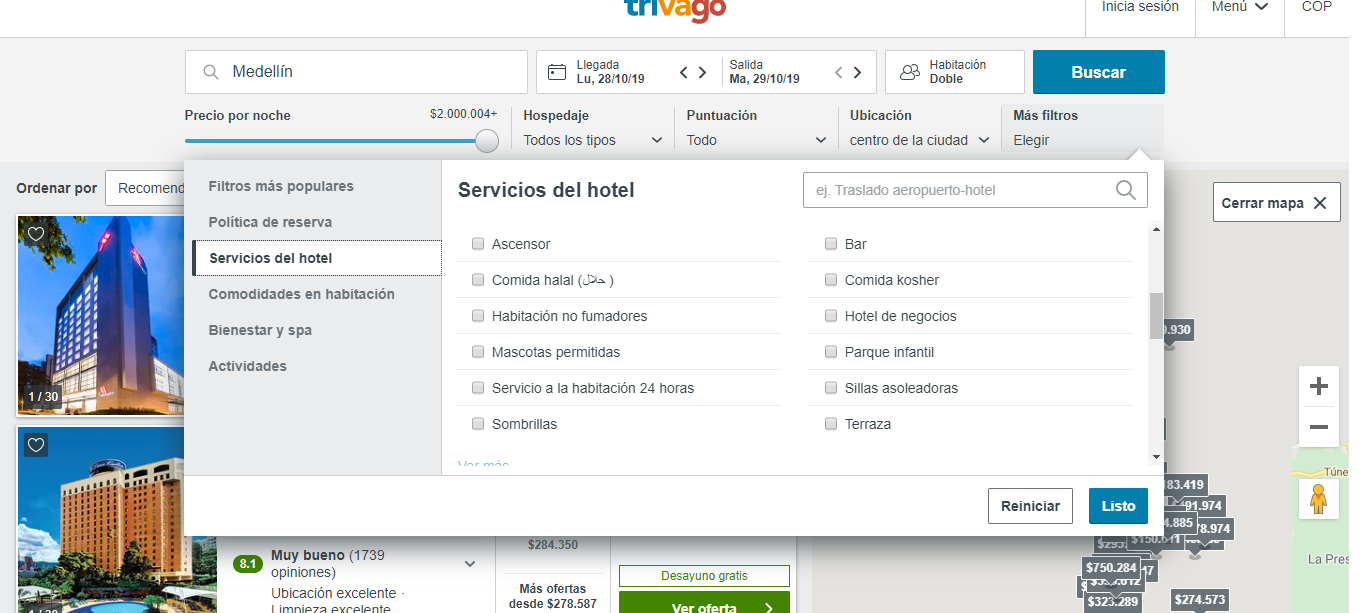 trivago
Inicia sesión
Menú
COP
Medellín
Llegada
Lu, 28/10/19
Salida
Ma, 29/10/19
Habitación
Doble
Buscar
Precio por noche
$2.000.004+
Hospedaje
Todos los tipos
Puntuación
Todo
Ubicación
centro de la ciudad
Más filtros
Elegir
Ordenar por
Recomend
Cerrar mapa
Filtros más populares
Política de reserva
Servicios del hotel
Comodidades en habitación
Bienestar y spa
Actividades
Servicios del hotel
ej. Traslado aeropuerto-hotel
Ascensor
Bar
Comida halal (حلال )
Comida kosher
Habitación no fumadores
Hotel de negocios
Mascotas permitidas
Parque infantil
Servicio a la habitación 24 horas
Sillas asoleadoras
Sombrillas
Terraza
Ver más
Reiniciar
Listo
1 / 30
8.1
Muy bueno (1739
opiniones)
Ubicación excelente ·
Limpieza excelente
$284.350
Más ofertas
desde $278.587
Desayuno gratis
Ver oferta
9.930
183.419
91.974
4.885
78.974
$750.284
$323.289
$274.573
Túne
La Pres